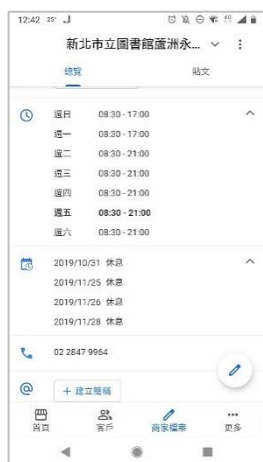 12:42 25°
新北市立圖書館蘆洲永...
總覽 貼文
週日 08:30 - 17:00
週一 08:30 - 17:00
週二 08:30 - 21:00
週三 08:30 - 21:00
週四 08:30 - 21:00
週五 08:30 - 21:00
週六 08:30 - 21:00
2019/10/31 休息
2019/11/25 休息
2019/11/26 休息
2019/11/28 休息
02 2847 9964
+ 建立簡稱
首頁 客戶 商家檔案 更多